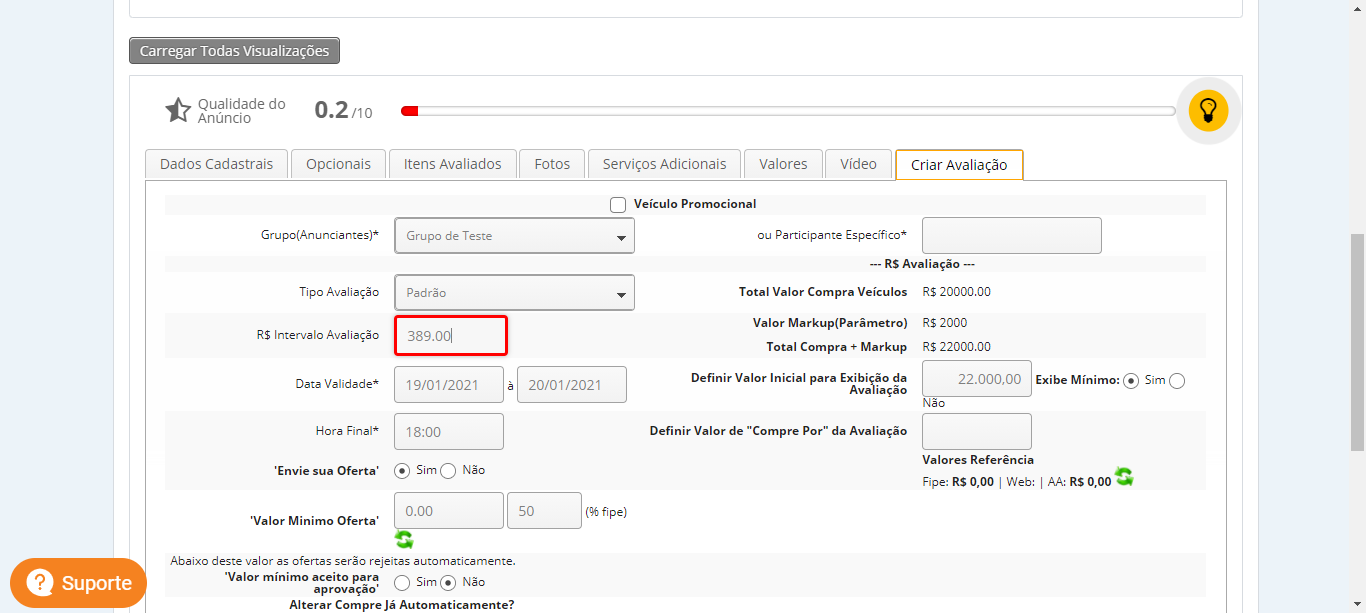 Carregar Todas Visualizações
Qualidade do
Anúncio
0.2 /10
Dados Cadastrais
Opcionais
Itens Avaliados
Fotos
Serviços Adicionais
Valores
Vídeo
Criar Avaliação
Veículo Promocional
Grupo(Anunciantes)* Grupo de Teste
ou Participante Específico*
--- R$ Avaliação ---
Tipo Avaliação Padrão
Total Valor Compra Veículos R$ 20000.00
R$ Intervalo Avaliação 389.00
Valor Markup(Parâmetro) R$ 2000
Total Compra + Markup R$ 22000.00
Data Validade* 19/01/2021 à 20/01/2021
Definir Valor Inicial para Exibição da
Avaliação
22.000,00 Exibe Mínimo: Sim
Não
Hora Final* 18:00
Definir Valor de "Compre Por" da Avaliação
'Envie sua Oferta' Sim Não
Valores Referência
Fipe: R$ 0,00 | Web: | AA: R$ 0,00
'Valor Minimo Oferta' 0.00 50 (% fipe)
Abaixo deste valor as ofertas serão rejeitas automaticamente.
'Valor mínimo aceito para
aprovação' Sim Não
Alterar Compre Já Automaticamente?
Suporte